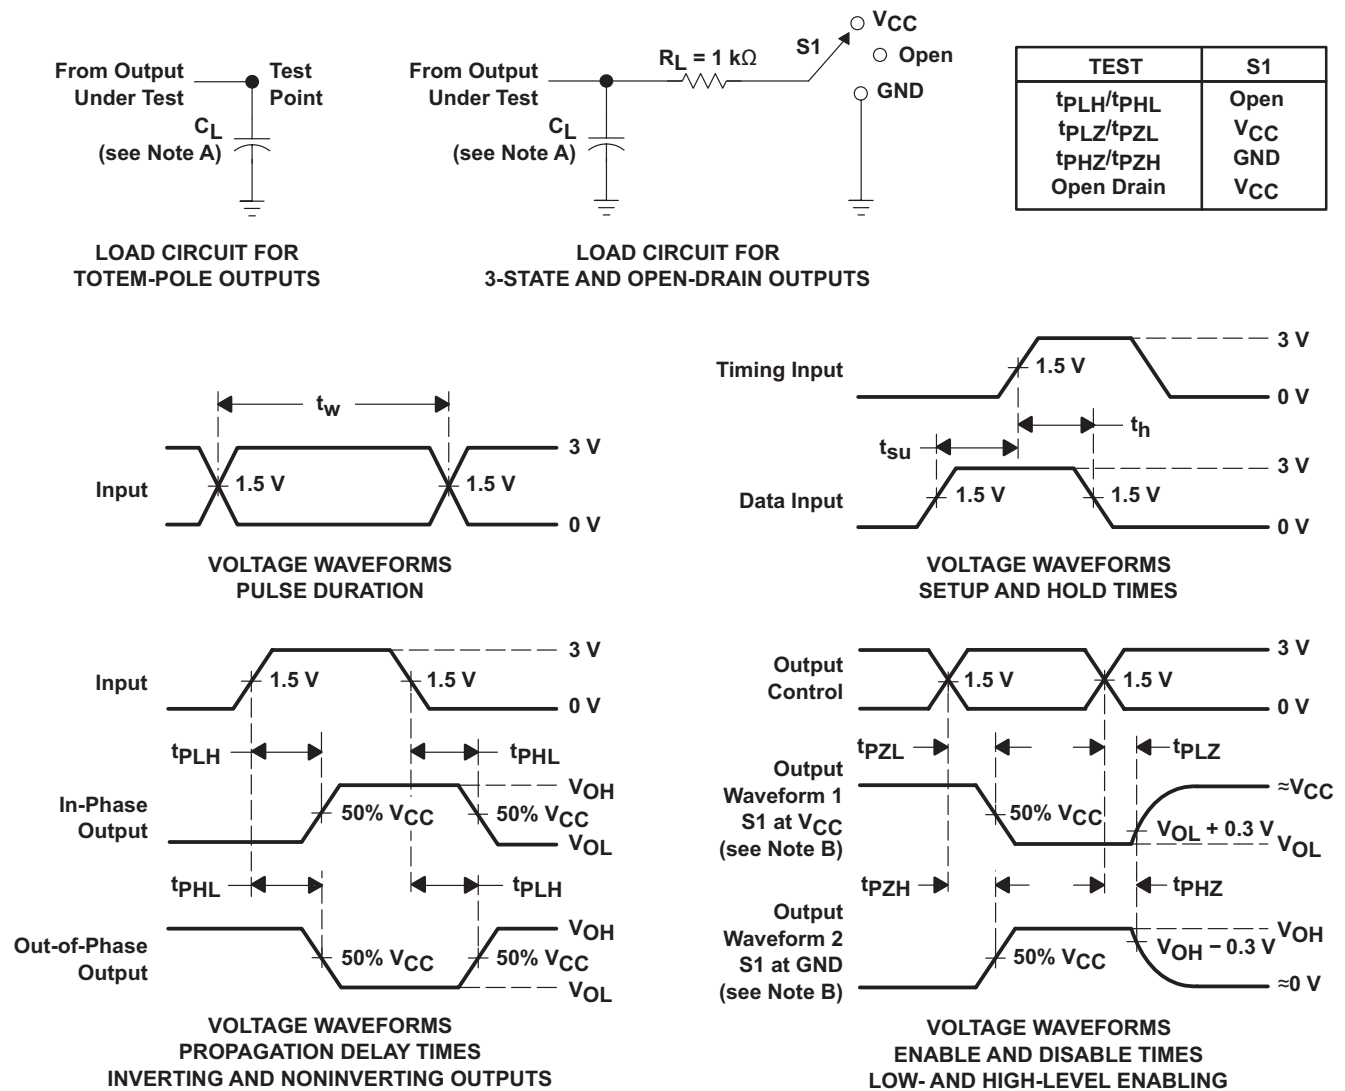 From Output
Under Test
Test
Point
CL
(see Note A)
LOAD CIRCUIT FOR
TOTEM-POLE OUTPUTS
From Output
Under Test
RL = 1 kΩ
S1
VCC
Open
GND
CL
(see Note A)
LOAD CIRCUIT FOR
3-STATE AND OPEN-DRAIN OUTPUTS
TEST S1
tPLH/tPHL Open
tPLZ/tPZL VCC
tPHZ/tPZH GND
Open Drain VCC
tw
3 V
Input
1.5 V
1.5 V
0 V
VOLTAGE WAVEFORMS
PULSE DURATION
3 V
Timing Input
1.5 V
0 V
th
tsu
3 V
Data Input
1.5 V
1.5 V
0 V
VOLTAGE WAVEFORMS
SETUP AND HOLD TIMES
3 V
Input
1.5 V
1.5 V
0 V
tPLH
tPHL
VOH
In-Phase
Output
50% VCC
50% VCC
VOL
tPHL
tPLH
VOH
Out-of-Phase
Output
50% VCC
50% VCC
VOL
VOLTAGE WAVEFORMS
PROPAGATION DELAY TIMES
INVERTING AND NONINVERTING OUTPUTS
3 V
Output
Control
1.5 V
1.5 V
0 V
tPZL
tPLZ
Output
Waveform 1
S1 at VCC
(see Note B)
≈VCC
50% VCC
VOL + 0.3 V
VOL
tPZH
tPHZ
Output
Waveform 2
S1 at GND
(see Note B)
VOH
50% VCC
VOH − 0.3 V
≈0 V
VOLTAGE WAVEFORMS
ENABLE AND DISABLE TIMES
LOW- AND HIGH-LEVEL ENABLING